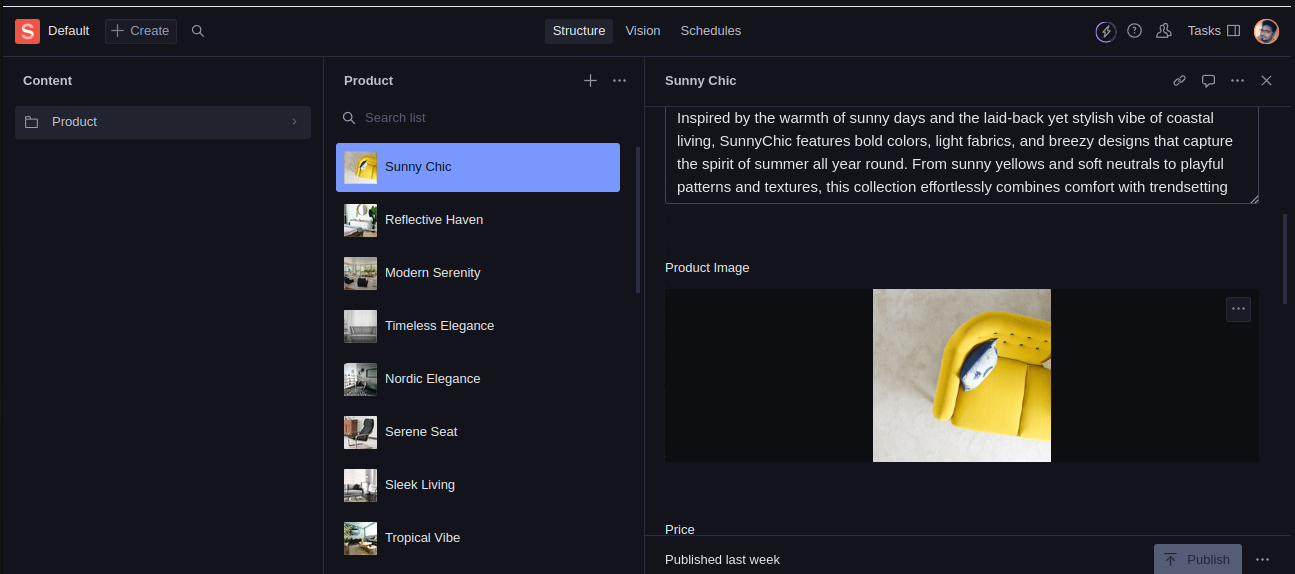 S Default
Create
Structure
Vision
Schedules
Tasks
Content
Product
Product
Search list
Sunny Chic
Reflective Haven
Modern Serenity
Timeless Elegance
Nordic Elegance
Serene Seat
Sleek Living
Tropical Vibe
Sunny Chic
Inspired by the warmth of sunny days and the laid-back yet stylish vibe of coastal
living, SunnyChic features bold colors, light fabrics, and breezy designs that capture
the spirit of summer all year round. From sunny yellows and soft neutrals to playful
patterns and textures, this collection effortlessly combines comfort with trendsetting
Product Image
Price
Published last week
Publish